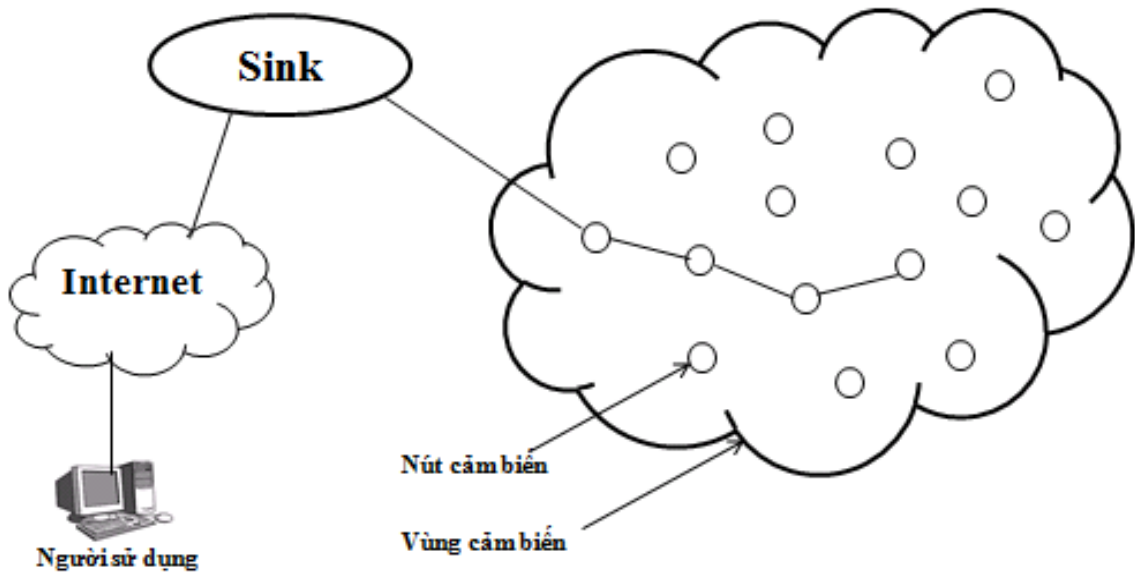 Sink
Internet
Nút cảm biến
Vùng cảm biến
Người sử dụng